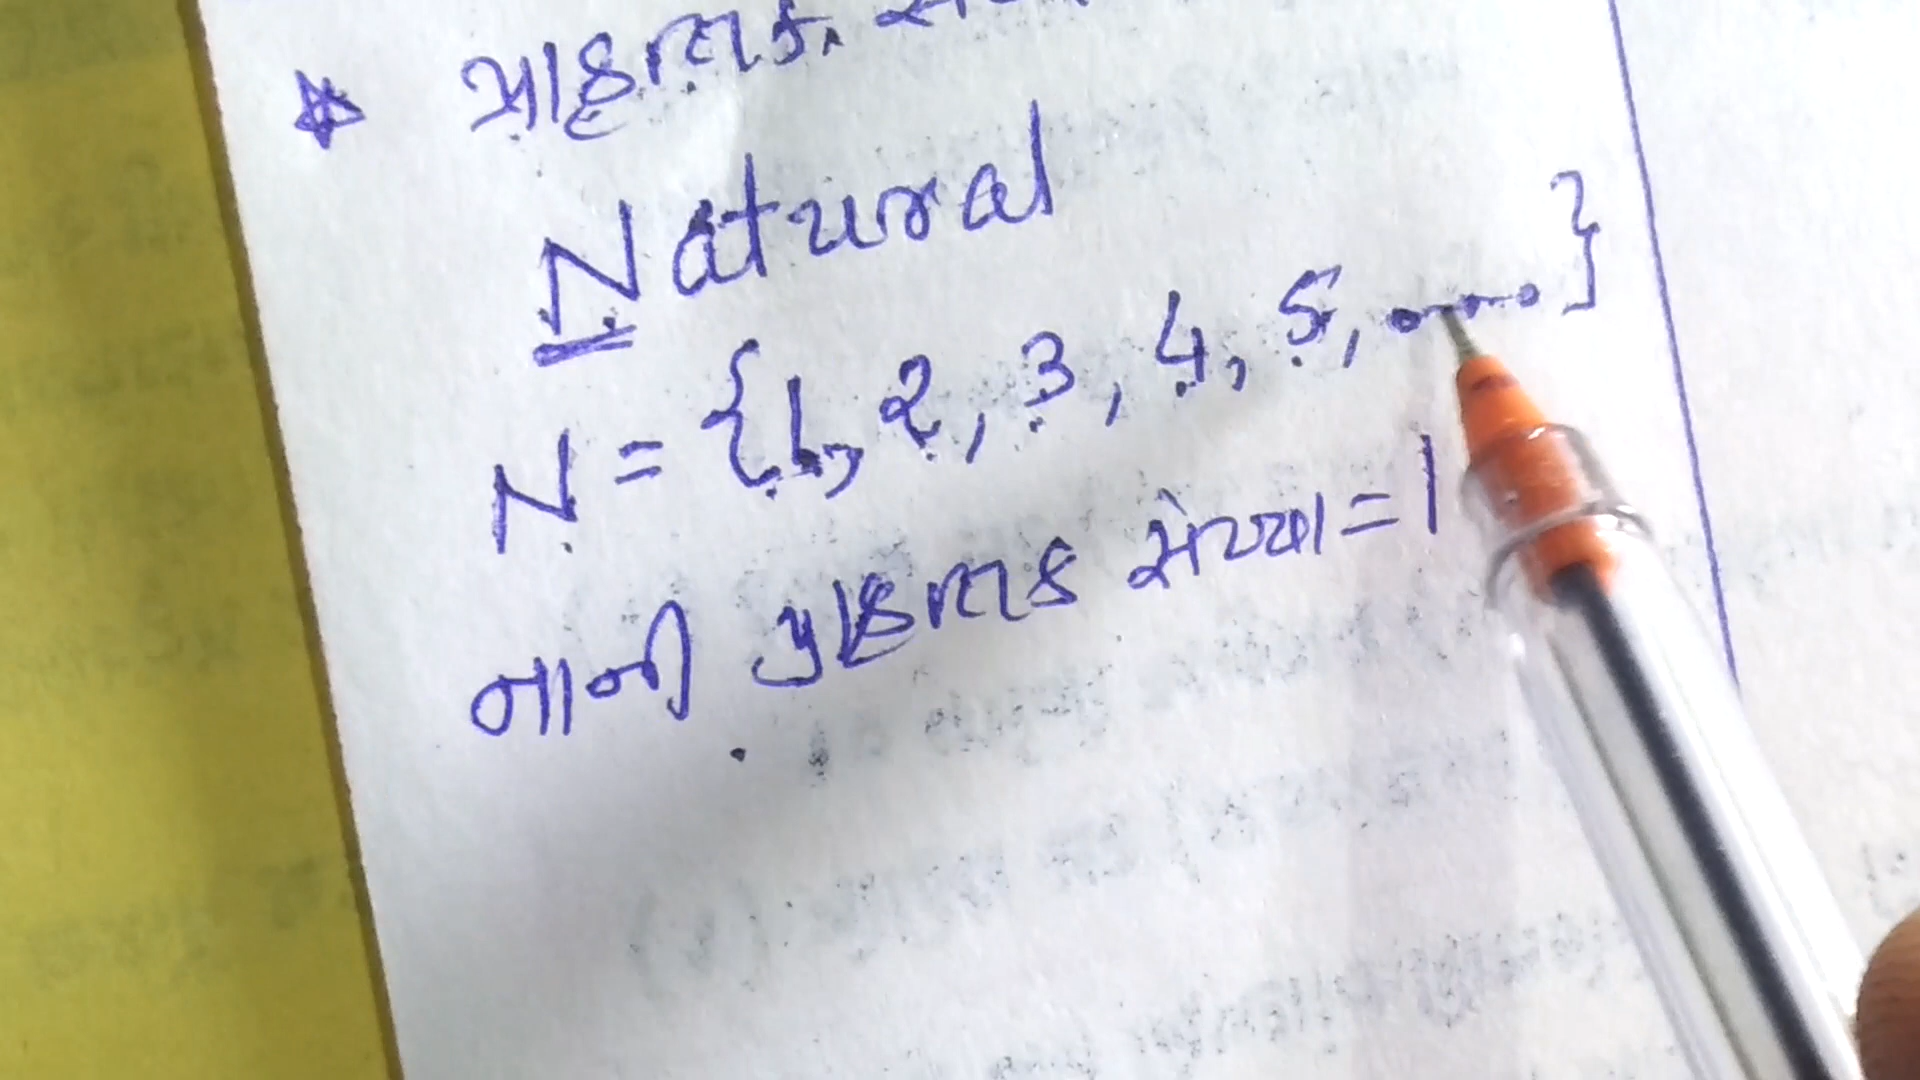 * પ્રાકૃતિક
Natural
N = {1, 2, 3, 4, 5, ....}
નાની પ્રાકૃતિક સંખ્યા = 1